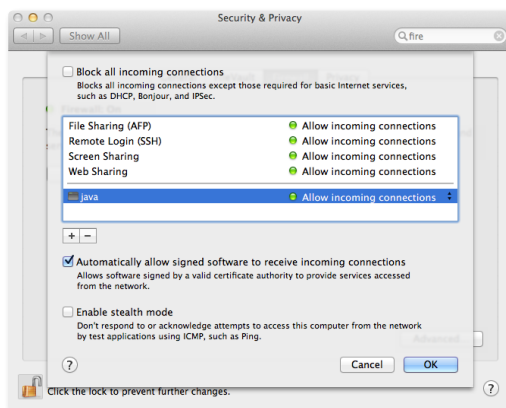 Security & Privacy
Show All
fire
Block all incoming connections
Blocks all incoming connections except those required for basic Internet services,
such as DHCP, Bonjour, and IPSec.
Firewall: On
File Sharing (AFP) Allow incoming connections
Remote Login (SSH) Allow incoming connections
Screen Sharing Allow incoming connections
Web Sharing Allow incoming connections
java Allow incoming connections
+ −
Automatically allow signed software to receive incoming connections
Allows software signed by a valid certificate authority to provide services accessed
from the network.
Enable stealth mode
Don't respond to or acknowledge attempts to access this computer from the network
by test applications using ICMP, such as Ping.
Advanced...
? Cancel OK
Click the lock to prevent further changes. ?